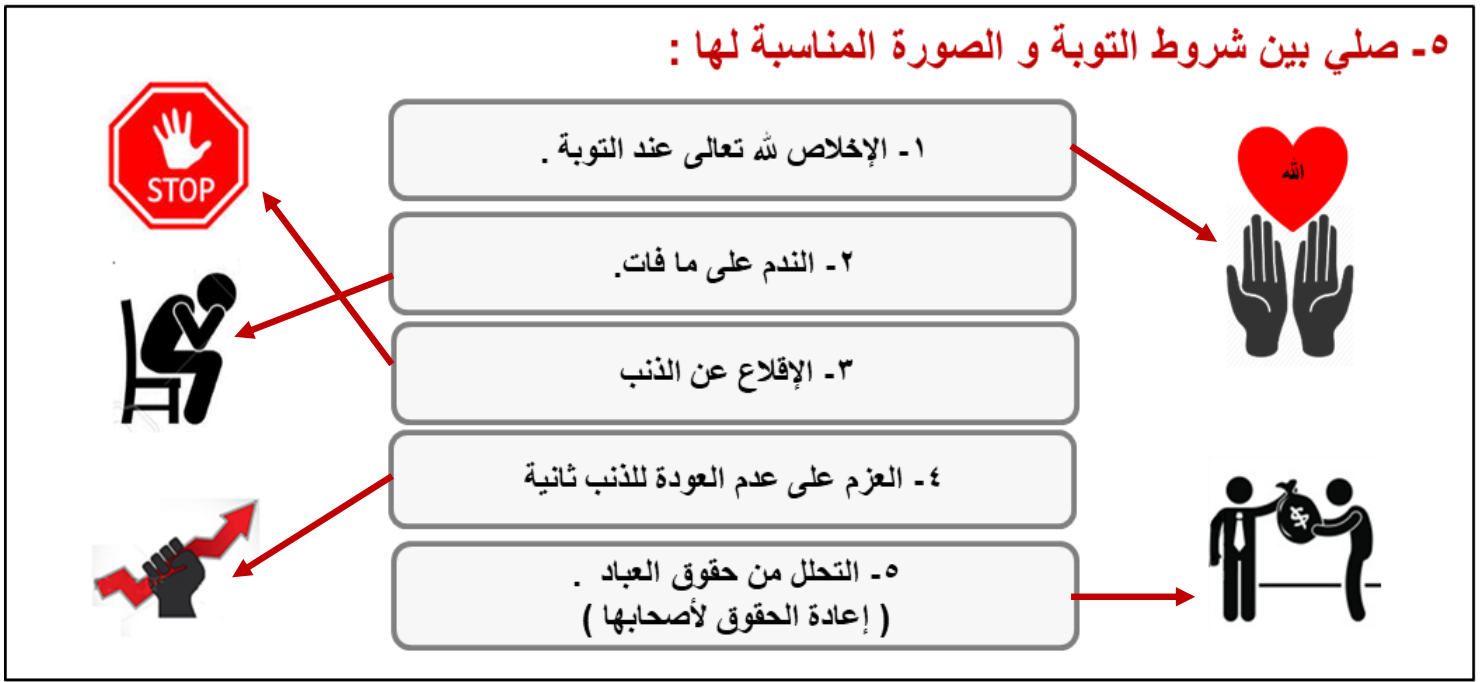 ٥- صلي بين شروط التوبة و الصورة المناسبة لها :
١- الإخلاص لله تعالى عند التوبة .
الله
STOP
٢- الندم على ما فات.
٣- الإقلاع عن الذنب
٤- العزم على عدم العودة للذنب ثانية
٥- التحلل من حقوق العباد .
( إعادة الحقوق لأصحابها )
$